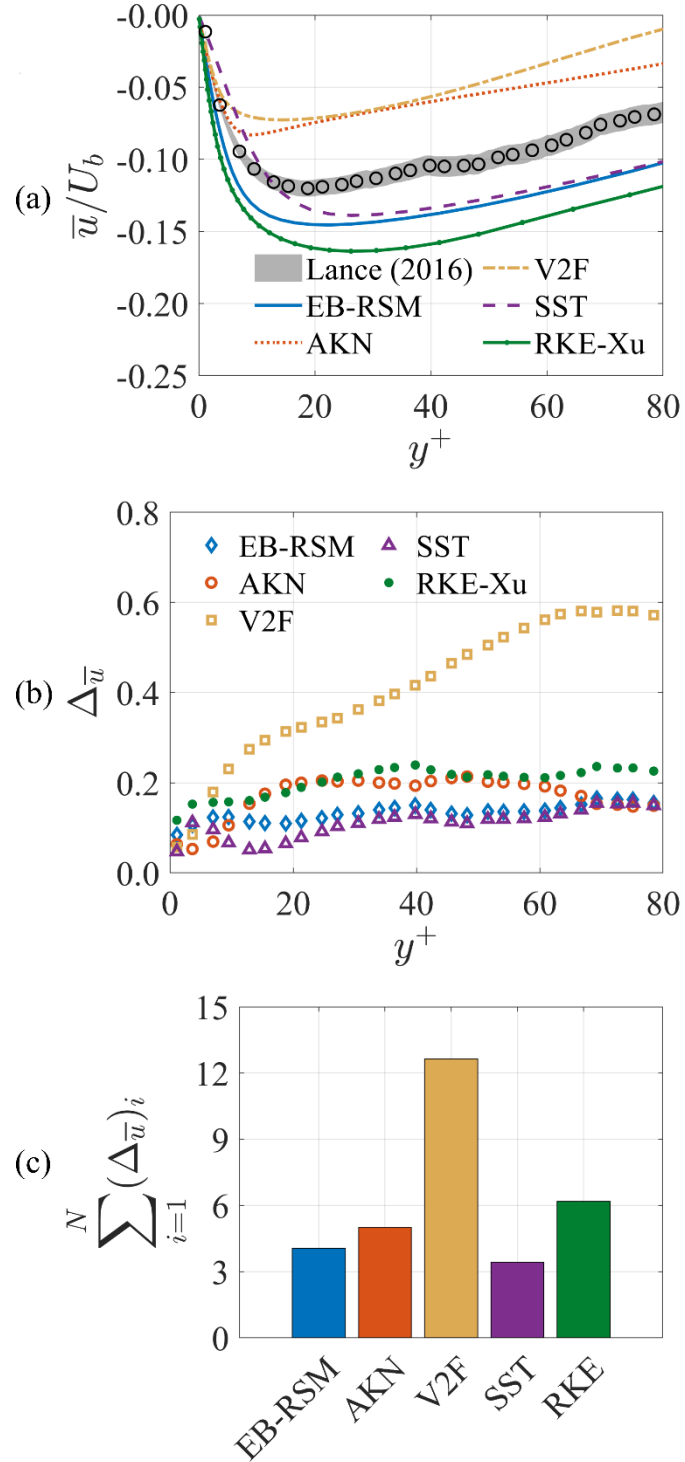 (a)
u̅/U_b
-0.00
-0.05
-0.10
-0.15
-0.20
-0.25
Lance (2016)
EB-RSM
AKN
V2F
SST
RKE-Xu
0 20 40 60 80
y⁺
(b)
Δ_u̅
0.8
0.6
0.4
0.2
0.0
EB-RSM
AKN
V2F
SST
RKE-Xu
0 20 40 60 80
y⁺
(c)
∑_{i=1}^{N}(Δ_u̅)_i
15
12
9
6
3
0
EB-RSM
AKN
V2F
SST
RKE